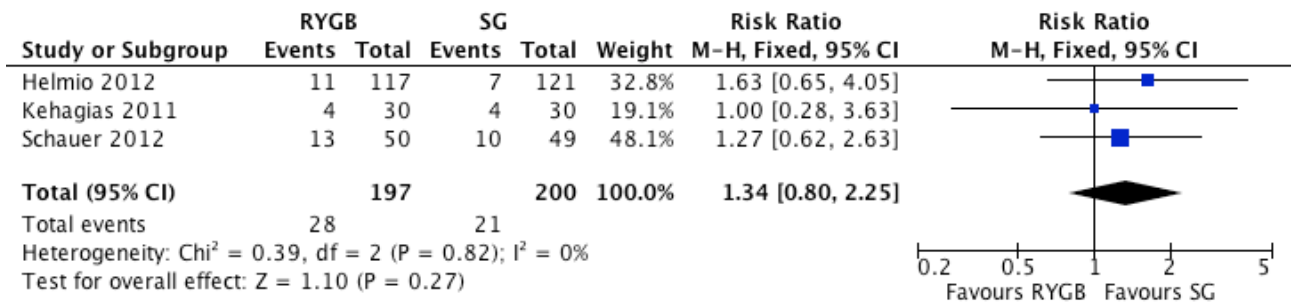 RYGB SG Risk Ratio Risk Ratio
Study or Subgroup Events Total Events Total Weight M-H, Fixed, 95% CI M-H, Fixed, 95% CI
Helmio 2012 11 117 7 121 32.8% 1.63 [0.65, 4.05]
Kehagias 2011 4 30 4 30 19.1% 1.00 [0.28, 3.63]
Schauer 2012 13 50 10 49 48.1% 1.27 [0.62, 2.63]
Total (95% CI) 197 200 100.0% 1.34 [0.80, 2.25]
Total events 28 21
Heterogeneity: Chi² = 0.39, df = 2 (P = 0.82); I² = 0%
Test for overall effect: Z = 1.10 (P = 0.27)
0.2 0.5 1 2 5
Favours RYGB Favours SG